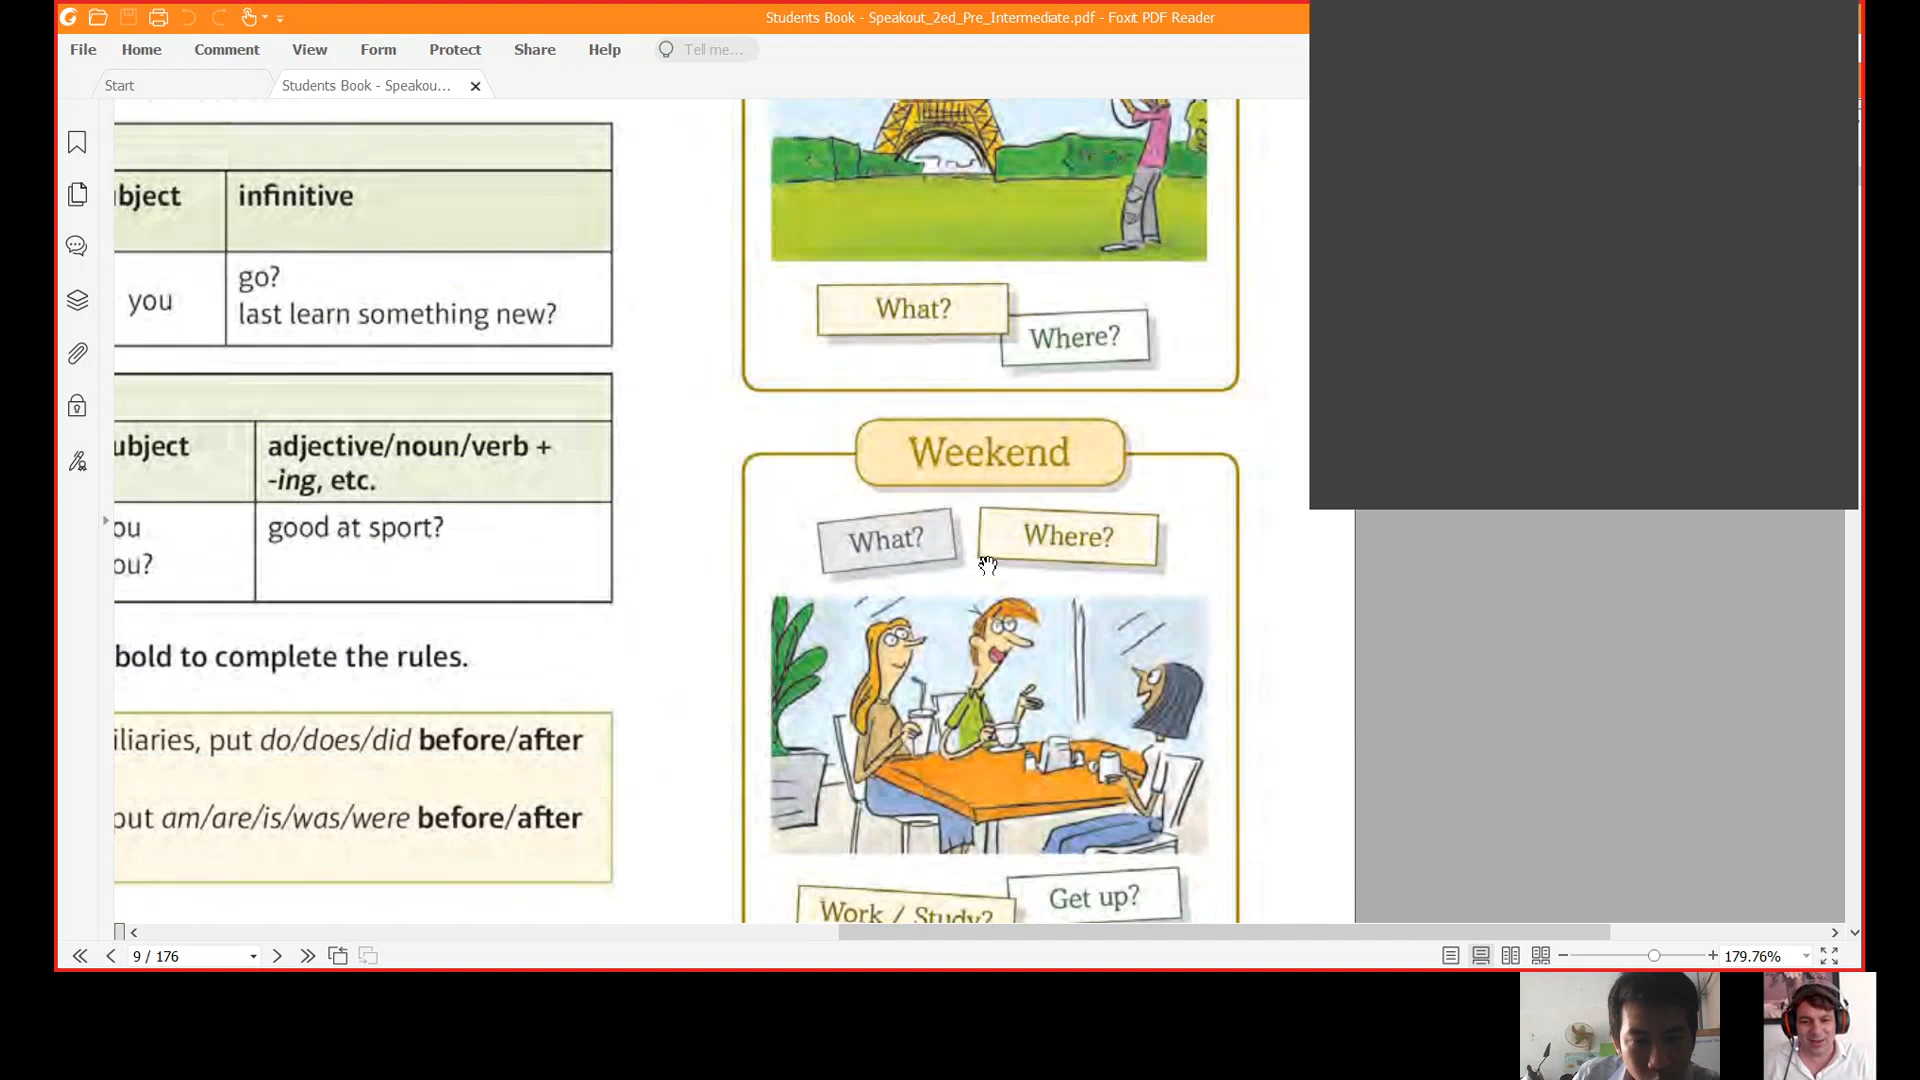 Students Book - Speakout_2ed_Pre_Intermediate.pdf - Foxit PDF Reader
File Home Comment View Form Protect Share Help Tell me...
Start Students Book - Speakou...
bject infinitive
you
go?
last learn something new?
ubject adjective/noun/verb +
-ing, etc.
ou good at sport?
ou?
bold to complete the rules.
iliaries, put do/does/did before/after
put am/are/is/was/were before/after
What?
Where?
Weekend
What? Where?
Work / Study?
Get up?
9 / 176
179.76%